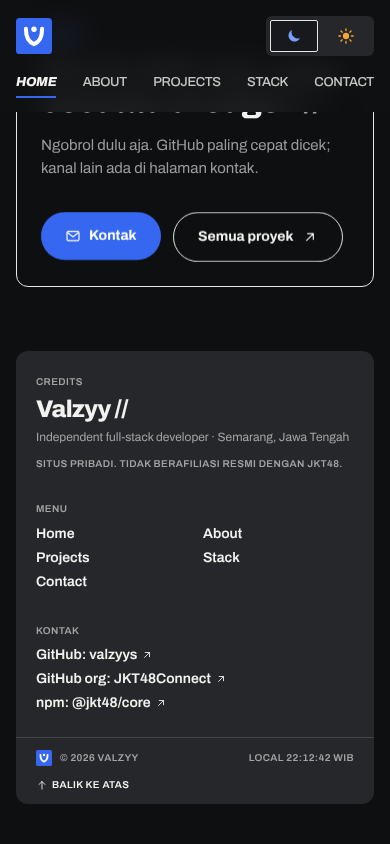 HOME ABOUT PROJECTS STACK CONTACT
Ngobrol dulu aja. GitHub paling cepat dicek;
kanal lain ada di halaman kontak.
Kontak Semua proyek ↗
CREDITS
Valzyy //
Independent full-stack developer · Semarang, Jawa Tengah
SITUS PRIBADI. TIDAK BERAFILIASI RESMI DENGAN JKT48.
MENU
Home About
Projects Stack
Contact
KONTAK
GitHub: valzyys ↗
GitHub org: JKT48Connect ↗
npm: @jkt48/core ↗
© 2026 VALZYY LOCAL 22:12:42 WIB
↑ BALIK KE ATAS